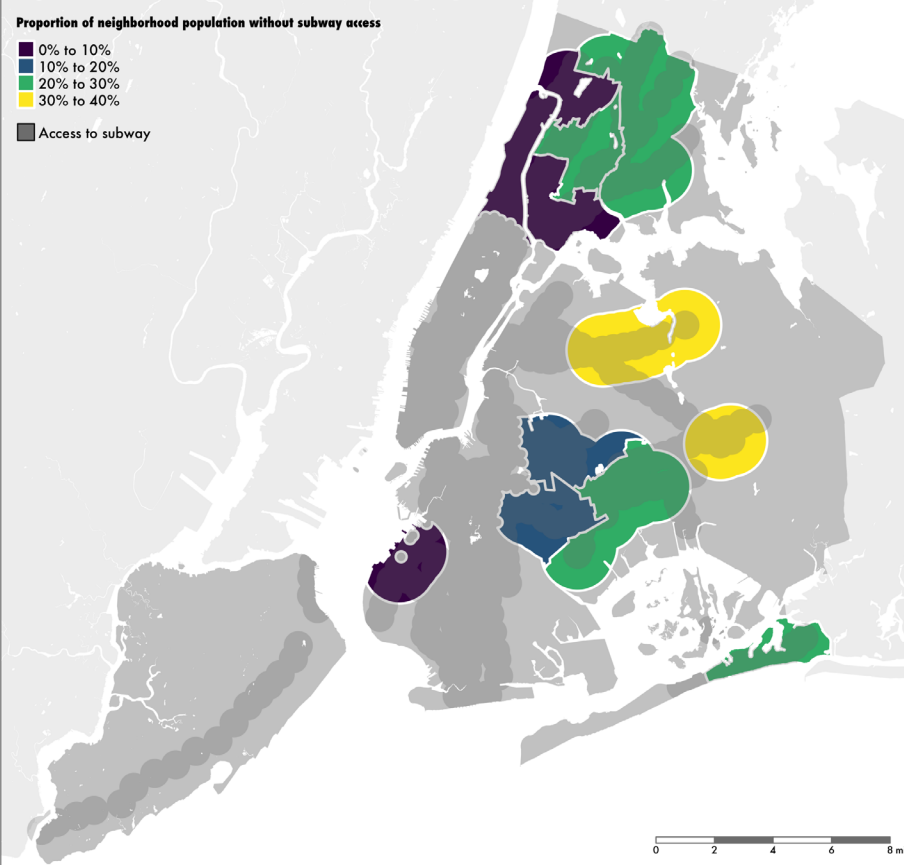 Proportion of neighborhood population without subway access
0% to 10%
10% to 20%
20% to 30%
30% to 40%
Access to subway
0 2 4 6 8 m